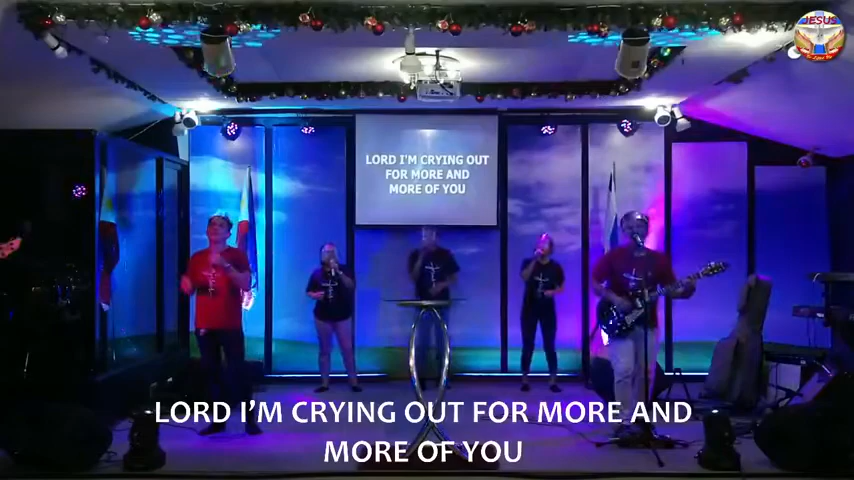 JESUS
LORD I'M CRYING OUT
FOR MORE AND
MORE OF YOU
LORD I'M CRYING OUT FOR MORE AND
MORE OF YOU